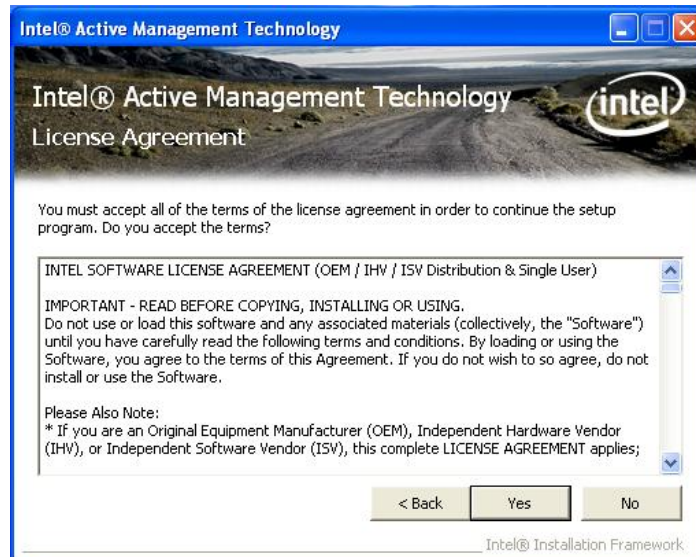 Intel® Active Management Technology
Intel® Active Management Technology
intel
License Agreement
You must accept all of the terms of the license agreement in order to continue the setup
program. Do you accept the terms?
INTEL SOFTWARE LICENSE AGREEMENT (OEM / IHV / ISV Distribution & Single User)
IMPORTANT - READ BEFORE COPYING, INSTALLING OR USING.
Do not use or load this software and any associated materials (collectively, the "Software")
until you have carefully read the following terms and conditions. By loading or using the
Software, you agree to the terms of this Agreement. If you do not wish to so agree, do not
install or use the Software.
Please Also Note:
* If you are an Original Equipment Manufacturer (OEM), Independent Hardware Vendor
(IHV), or Independent Software Vendor (ISV), this complete LICENSE AGREEMENT applies;
< Back Yes No
Intel® Installation Framework